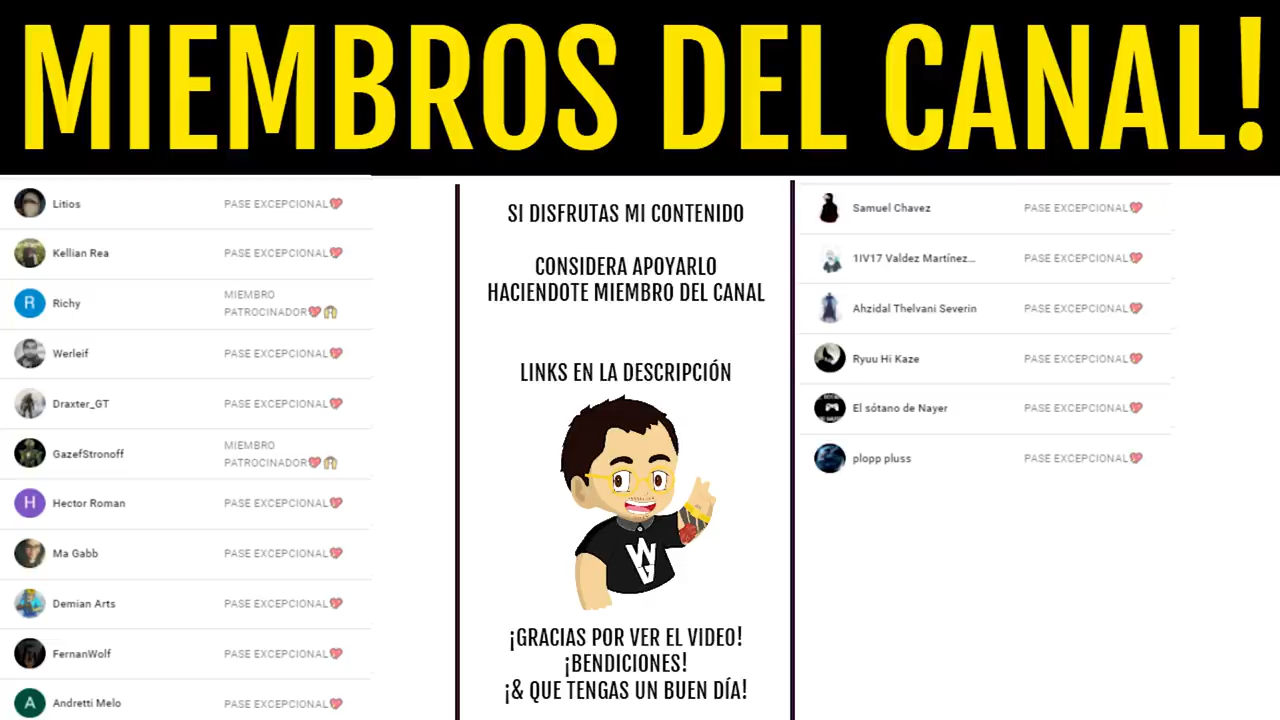 MIEMBROS DEL CANAL!
Litios PASE EXCEPCIONAL💖
Kellian Rea PASE EXCEPCIONAL💖
R Richy MIEMBRO
PATROCINADOR💖🙌
Werleif PASE EXCEPCIONAL💖
Draxter_GT PASE EXCEPCIONAL💖
GazefStronoff MIEMBRO
PATROCINADOR💖🙌
H Hector Roman PASE EXCEPCIONAL💖
Ma Gabb PASE EXCEPCIONAL💖
Demian Arts PASE EXCEPCIONAL💖
FernanWolf PASE EXCEPCIONAL💖
A Andretti Melo PASE EXCEPCIONAL💖
SI DISFRUTAS MI CONTENIDO
CONSIDERA APOYARLO
HACIENDOTE MIEMBRO DEL CANAL
LINKS EN LA DESCRIPCIÓN
¡GRACIAS POR VER EL VIDEO!
¡BENDICIONES!
¡& QUE TENGAS UN BUEN DÍA!
Samuel Chavez PASE EXCEPCIONAL💖
1IV17 Valdez Martínez... PASE EXCEPCIONAL💖
Ahzidal Thelvani Severin PASE EXCEPCIONAL💖
Ryuu Hi Kaze PASE EXCEPCIONAL💖
El sótano de Nayer PASE EXCEPCIONAL💖
plopp pluss PASE EXCEPCIONAL💖